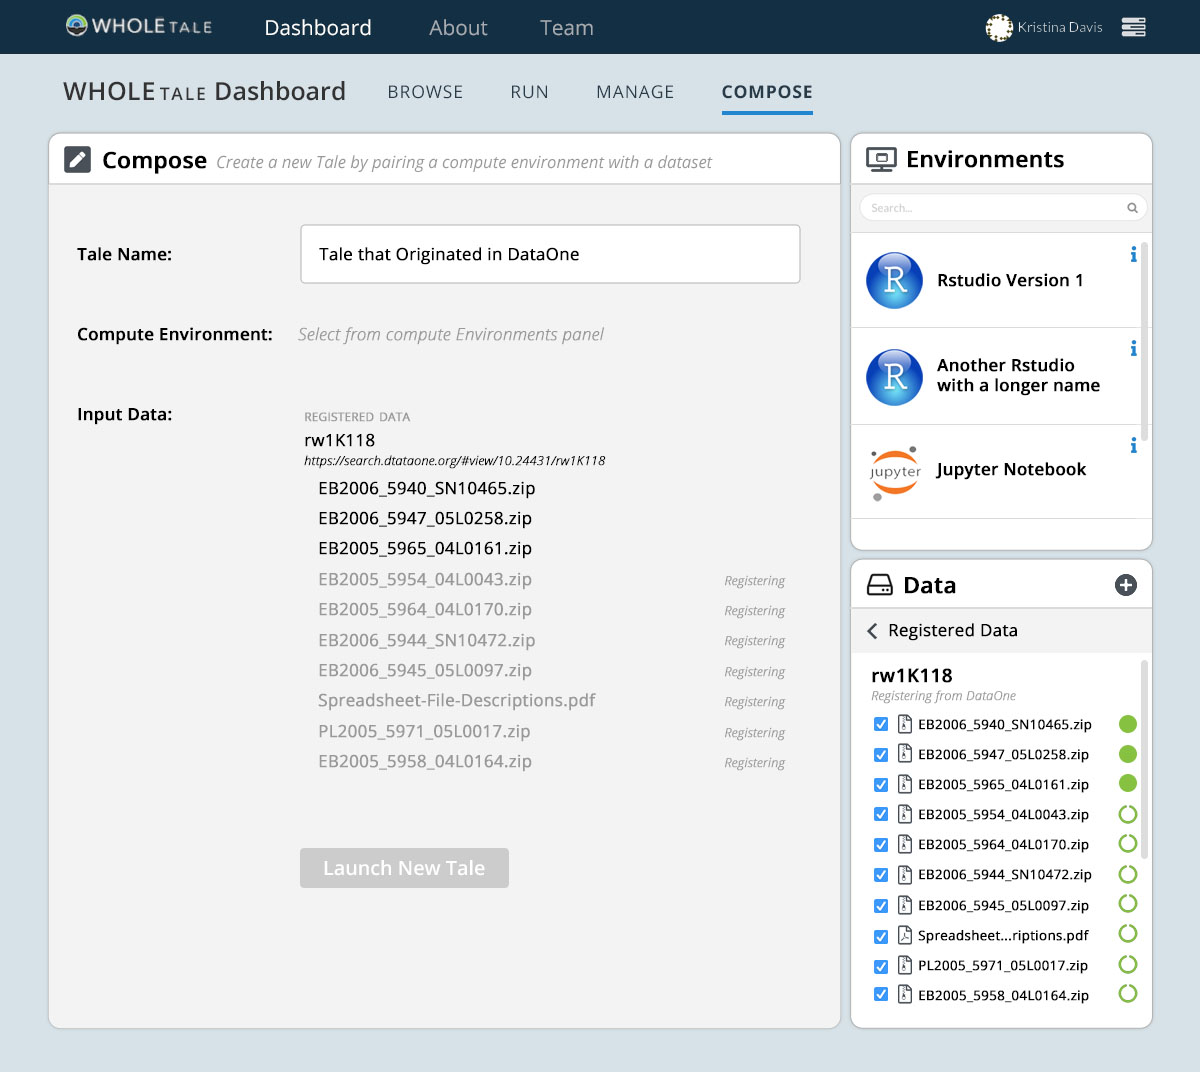 WHOLE TALE Dashboard About Team Kristina Davis
WHOLE TALE Dashboard BROWSE RUN MANAGE COMPOSE
Compose Create a new Tale by pairing a compute environment with a dataset
Tale Name: Tale that Originated in DataOne
Compute Environment: Select from compute Environments panel
Input Data: REGISTERED DATA
rw1K118
https://search.dtataone.org/#view/10.24431/rw1K118
EB2006_5940_SN10465.zip
EB2006_5947_05L0258.zip
EB2005_5965_04L0161.zip
EB2005_5954_04L0043.zip Registering
EB2005_5964_04L0170.zip Registering
EB2006_5944_SN10472.zip Registering
EB2006_5945_05L0097.zip Registering
Spreadsheet-File-Descriptions.pdf Registering
PL2005_5971_05L0017.zip Registering
EB2005_5958_04L0164.zip Registering
Launch New Tale
Environments
Search...
R Rstudio Version 1
R Another Rstudio
with a longer name
jupyter Jupyter Notebook
Data
Registered Data
rw1K118
Registering from DataOne
EB2006_5940_SN10465.zip
EB2006_5947_05L0258.zip
EB2005_5965_04L0161.zip
EB2005_5954_04L0043.zip
EB2005_5964_04L0170.zip
EB2006_5944_SN10472.zip
EB2006_5945_05L0097.zip
Spreadsheet...riptions.pdf
PL2005_5971_05L0017.zip
EB2005_5958_04L0164.zip